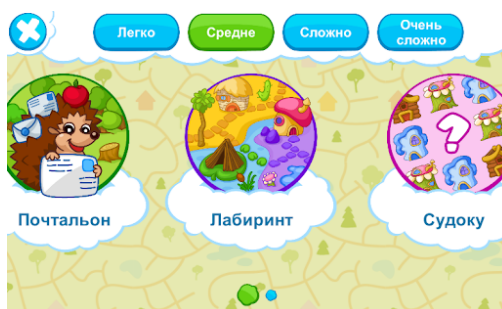 Легко
Средне
Сложно
Очень
сложно
Почтальон
Лабиринт
Судоку
?